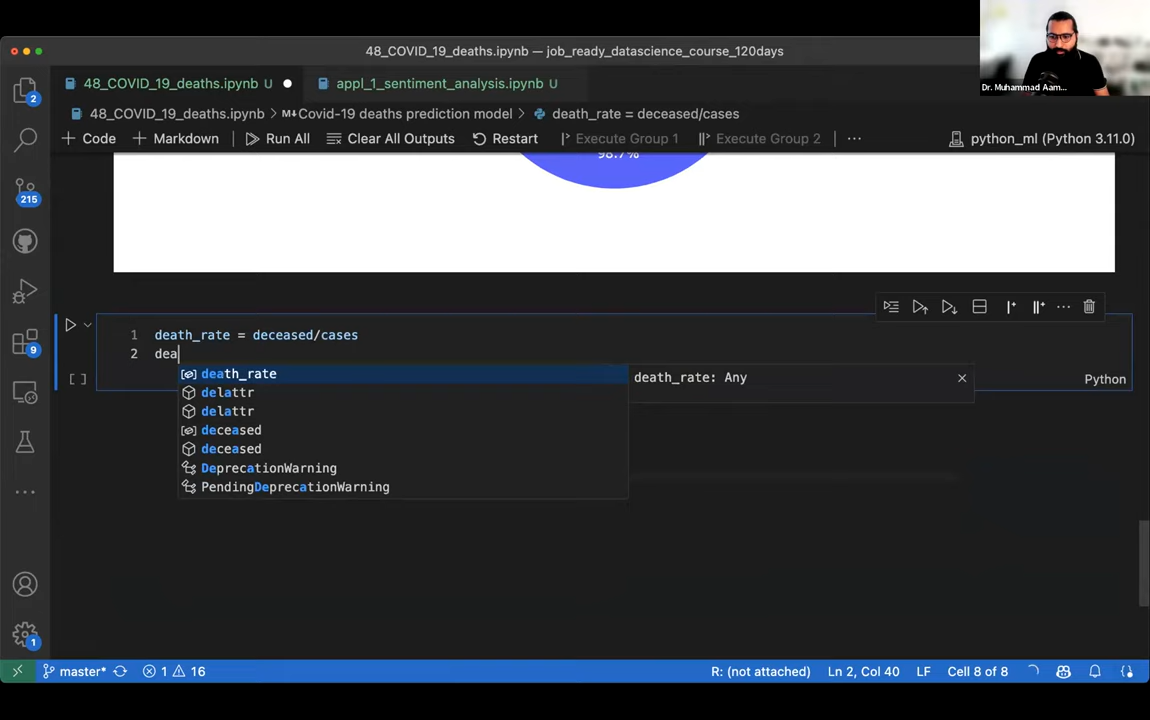 48_COVID_19_deaths.ipynb — job_ready_datascience_course_120days
Dr. Muhammad Aam...
48_COVID_19_deaths.ipynb U
appl_1_sentiment_analysis.ipynb U
48_COVID_19_deaths.ipynb > M↓Covid-19 deaths prediction model > death_rate = deceased/cases
+ Code + Markdown Run All Clear All Outputs Restart Execute Group 1 Execute Group 2 ... python_ml (Python 3.11.0)
2
98.7%
215
1 death_rate = deceased/cases
2 dea
[ ]
death_rate
death_rate: Any
Python
delattr
delattr
9
deceased
deceased
DeprecationWarning
PendingDeprecationWarning
1
master* 1 16 R: (not attached) Ln 2, Col 40 LF Cell 8 of 8